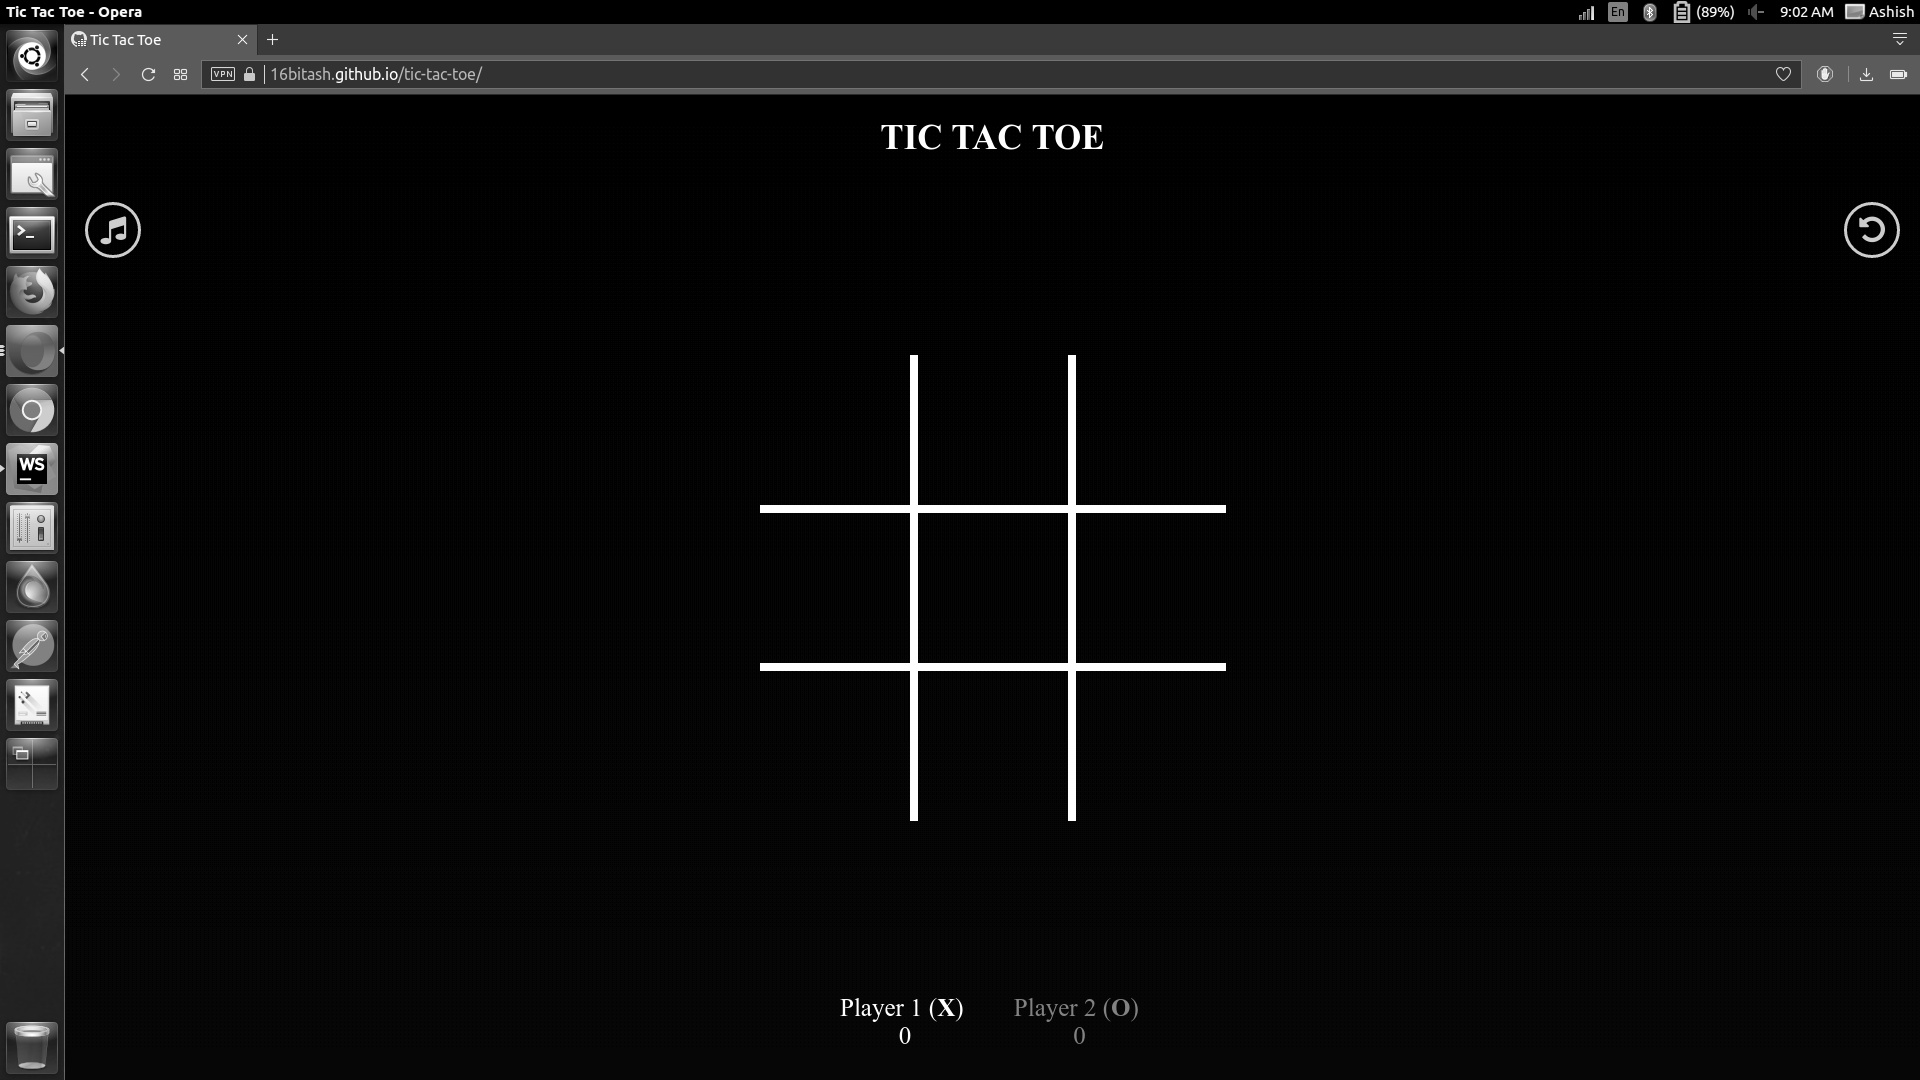 Tic Tac Toe - Opera
En (89%) 9:02 AM Ashish
Tic Tac Toe
VPN 16bitash.github.io/tic-tac-toe/
TIC TAC TOE
>_
WS
Player 1 (X) Player 2 (O)
0 0